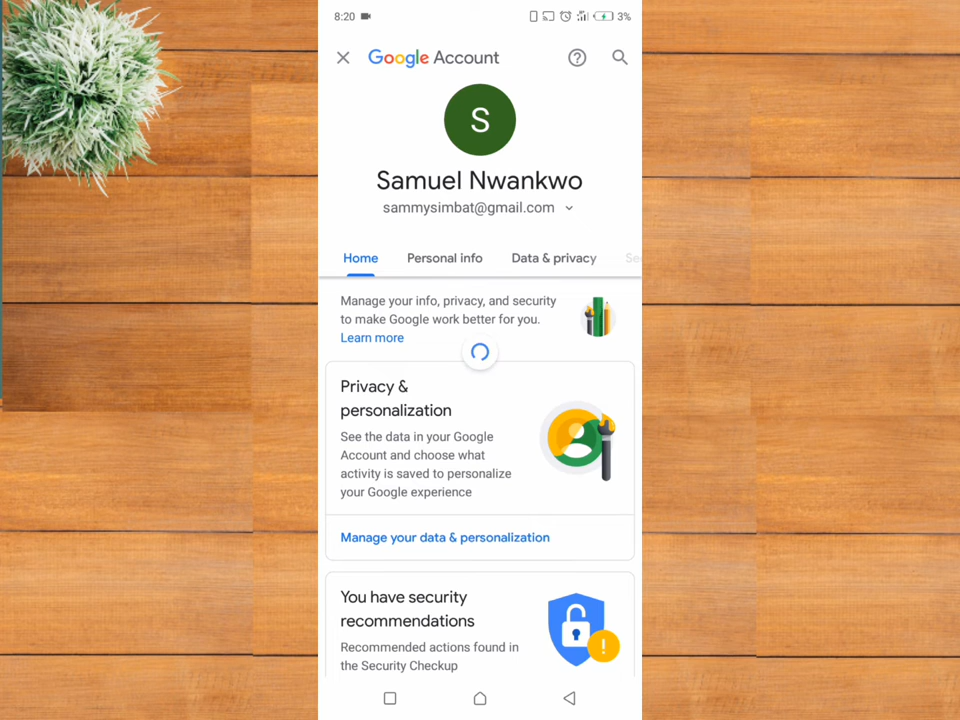 8:20 3%
Google Account
S
Samuel Nwankwo
sammysimbat@gmail.com
Home Personal info Data & privacy
Manage your info, privacy, and security
to make Google work better for you.
Learn more
Privacy &
personalization
See the data in your Google
Account and choose what
activity is saved to personalize
your Google experience
Manage your data & personalization
You have security
recommendations
Recommended actions found in
the Security Checkup